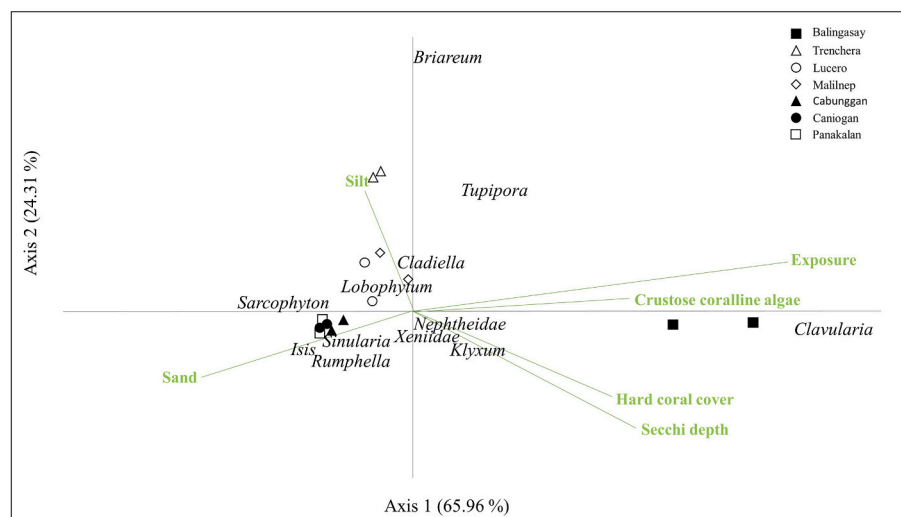 Balingasay
Trenchera
Lucero
Malilnep
Cabunggan
Caniogan
Panakalan
Briareum
Silt
Tupipora
Axis 2 (24.31 %)
Cladiella
Exposure
Lobophytum
Crustose coralline algae
Sarcophyton
Nephtheidae
Clavularia
Xeniidae
Sinularia
Isis
Klyxum
Rumphella
Sand
Hard coral cover
Secchi depth
Axis 1 (65.96 %)